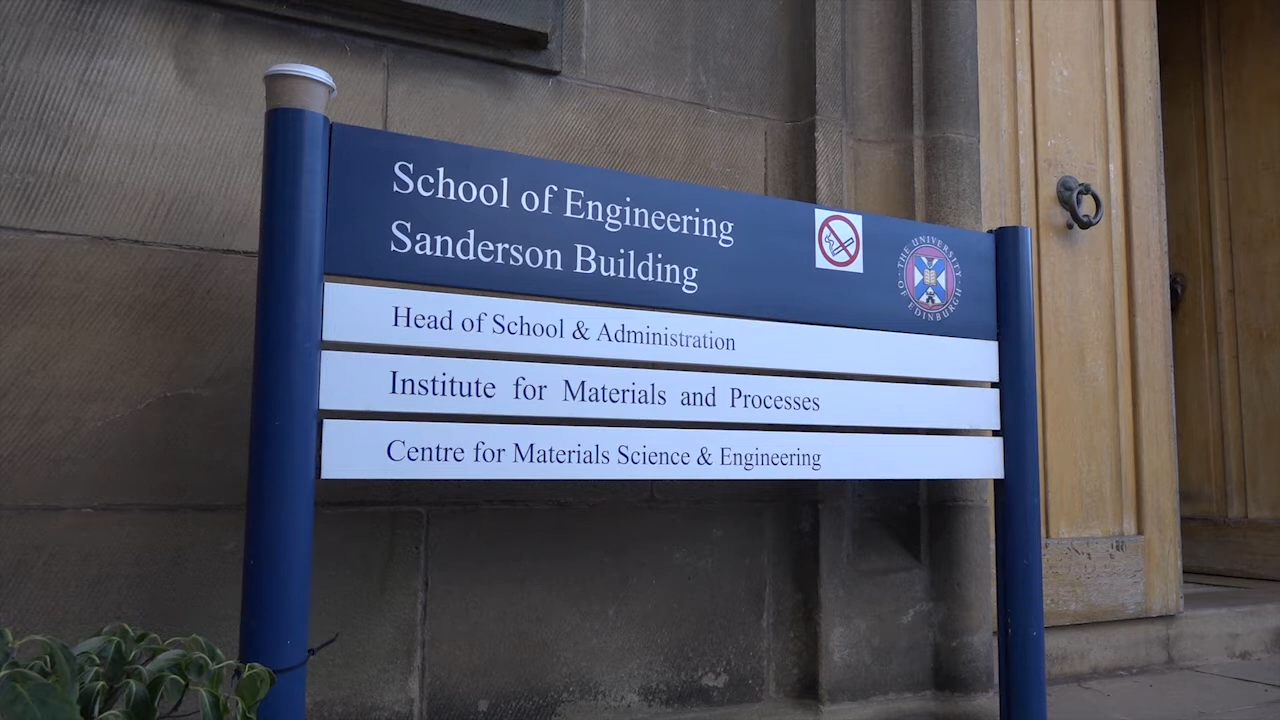 School of Engineering
Sanderson Building
THE UNIVERSITY
OF EDINBURGH
Head of School & Administration
Institute for Materials and Processes
Centre for Materials Science & Engineering